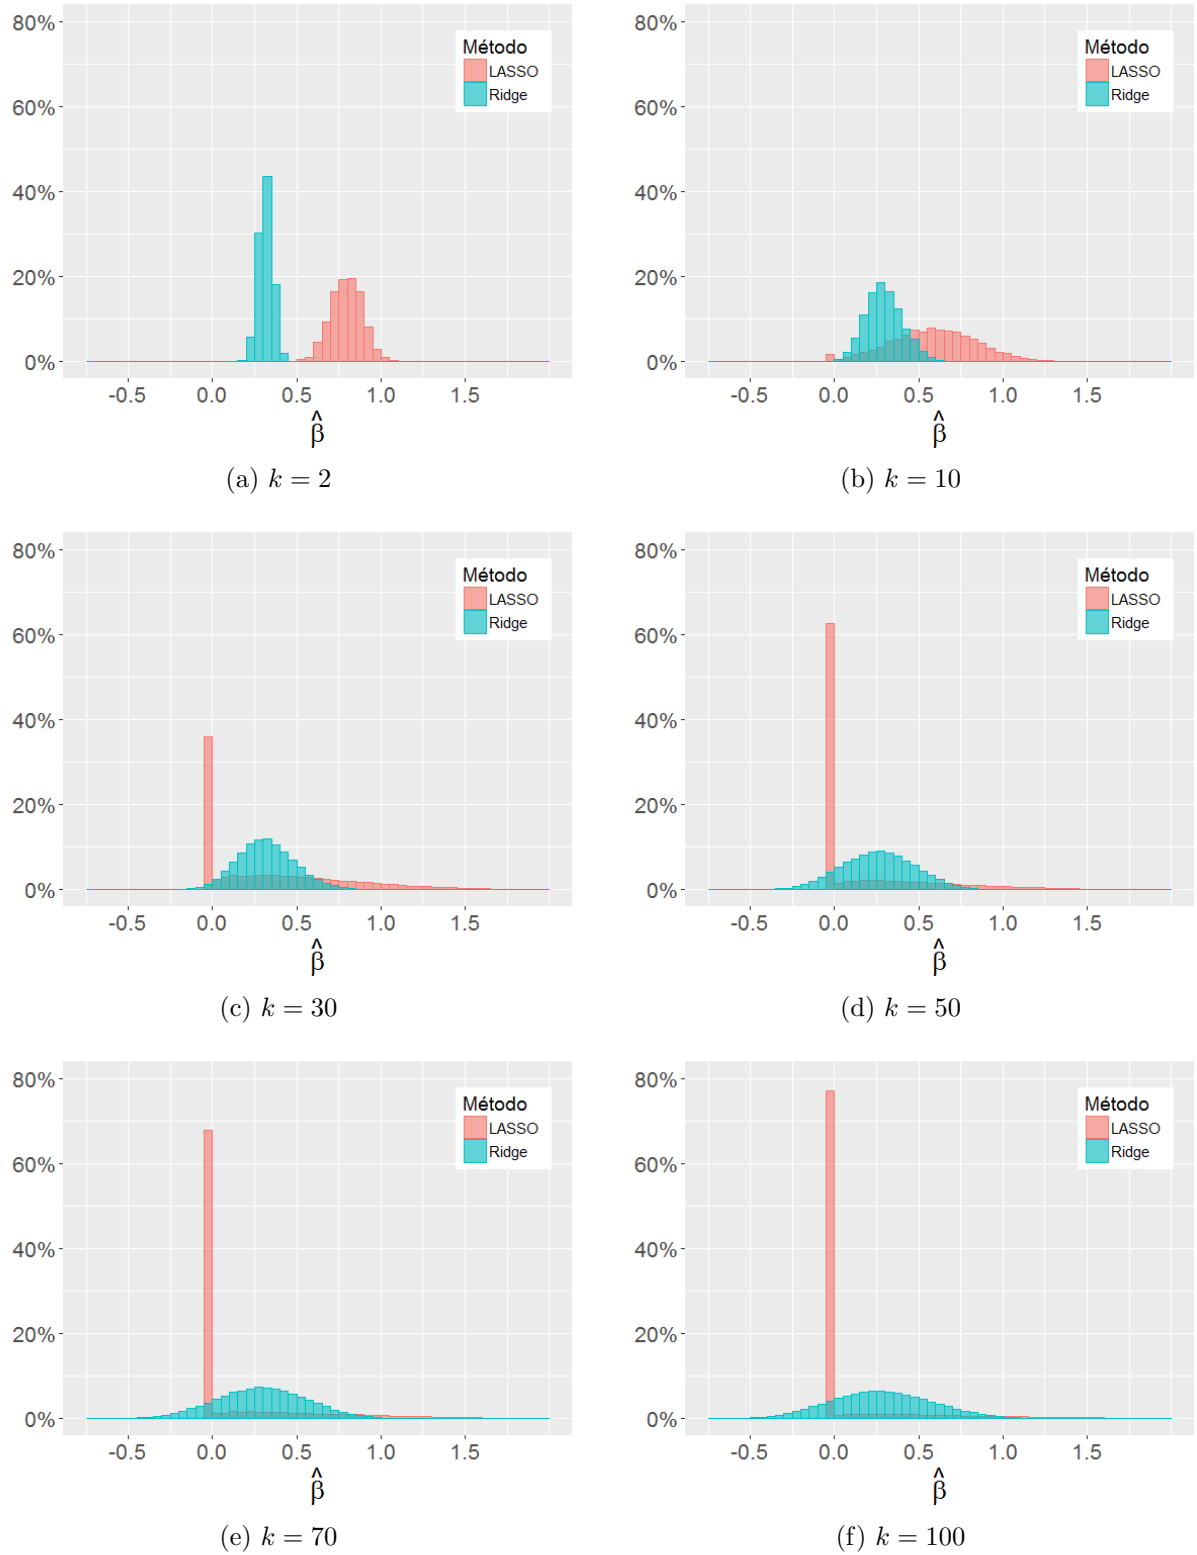 80%
60%
40%
20%
0%
Método
LASSO
Ridge
-0.5 0.0 0.5 1.0 1.5
β̂
(a) k = 2
80%
60%
40%
20%
0%
Método
LASSO
Ridge
-0.5 0.0 0.5 1.0 1.5
β̂
(b) k = 10
80%
60%
40%
20%
0%
Método
LASSO
Ridge
-0.5 0.0 0.5 1.0 1.5
β̂
(c) k = 30
80%
60%
40%
20%
0%
Método
LASSO
Ridge
-0.5 0.0 0.5 1.0 1.5
β̂
(d) k = 50
80%
60%
40%
20%
0%
Método
LASSO
Ridge
-0.5 0.0 0.5 1.0 1.5
β̂
(e) k = 70
80%
60%
40%
20%
0%
Método
LASSO
Ridge
-0.5 0.0 0.5 1.0 1.5
β̂
(f) k = 100